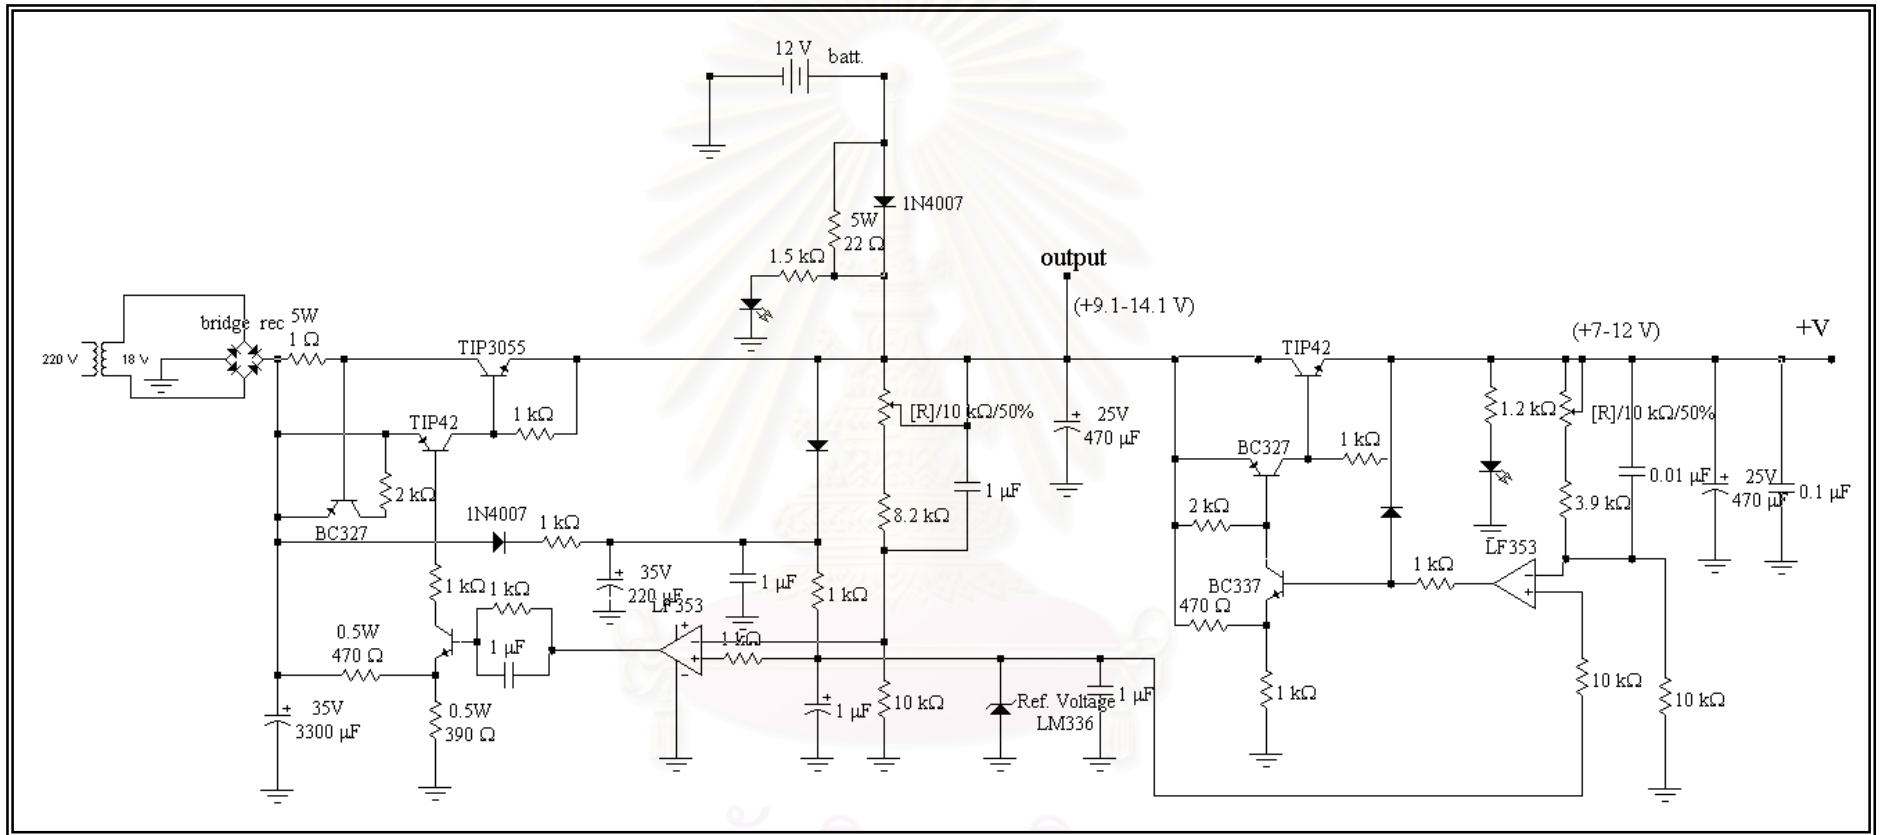 12 V
batt.
1N4007
5W
22 Ω
1.5 kΩ
output
(+9.1-14.1 V)
bridge rec
5W
1 Ω
220 V
18 V
TIP3055
TIP42
1 kΩ
2 kΩ
BC327
1N4007
1 kΩ
35V
220 µF
1 µF
1 kΩ
[R]/10 kΩ/50%
8.2 kΩ
1 µF
25V
470 µF
1 kΩ
1 kΩ
1 µF
0.5W
470 Ω
35V
3300 µF
0.5W
390 Ω
LF353
+
-
-
+
1 kΩ
1 µF
10 kΩ
Ref. Voltage
LM336
1 µF
TIP42
BC327
1 kΩ
2 kΩ
BC337
470 Ω
1 kΩ
1 kΩ
LF353
-
+
(+7-12 V)
+V
1.2 kΩ
[R]/10 kΩ/50%
3.9 kΩ
0.01 µF
25V
470 µF
0.1 µF
10 kΩ
10 kΩ